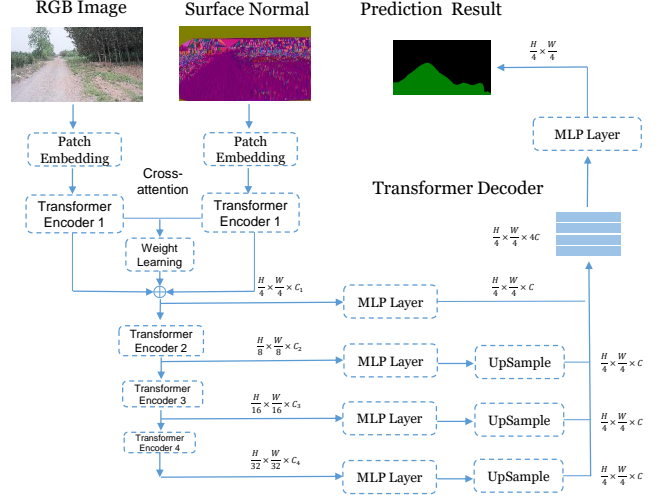 RGB Image
Surface Normal
Prediction Result
H/4 × W/4
Patch
Embedding
Patch
Embedding
MLP Layer
Cross-
attention
Transformer
Encoder 1
Transformer
Encoder 1
Transformer Decoder
Weight
Learning
H/4 × W/4 × 4C
H/4 × W/4 × C₁
MLP Layer
H/4 × W/4 × C
Transformer
Encoder 2
H/8 × W/8 × C₂
MLP Layer
UpSample
H/4 × W/4 × C
Transformer
Encoder 3
H/16 × W/16 × C₃
MLP Layer
UpSample
H/4 × W/4 × C
Transformer
Encoder 4
H/32 × W/32 × C₄
MLP Layer
UpSample
H/4 × W/4 × C